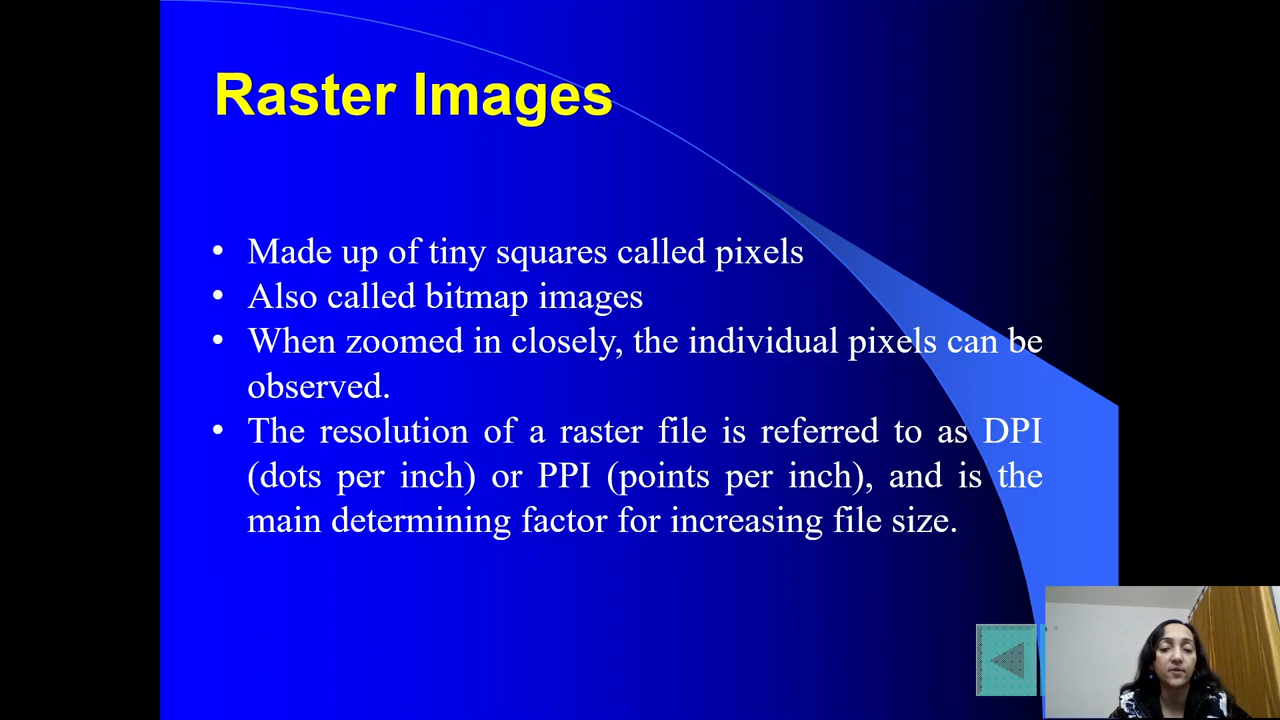 Raster Images
• Made up of tiny squares called pixels
• Also called bitmap images
• When zoomed in closely, the individual pixels can be
observed.
• The resolution of a raster file is referred to as DPI
(dots per inch) or PPI (points per inch), and is the
main determining factor for increasing file size.